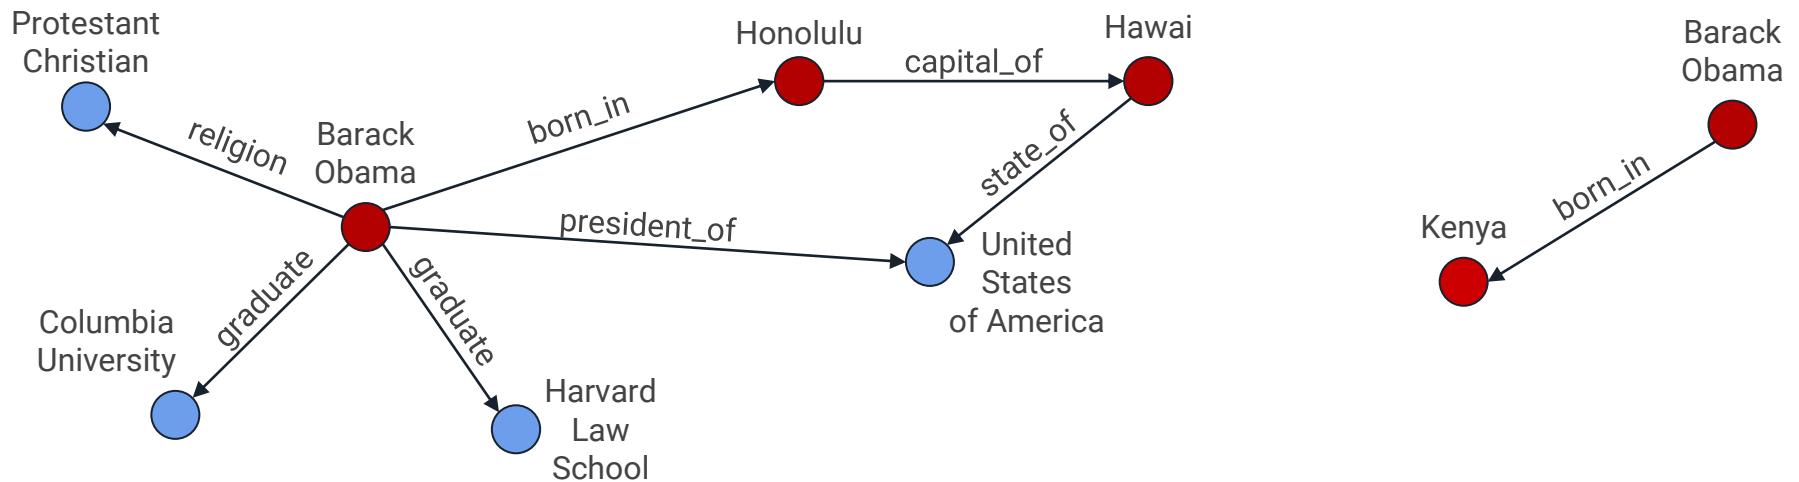 Protestant
Christian
religion
Barack
Obama
born_in
Honolulu
capital_of
Hawai
state_of
president_of
United
States
of America
graduate
Columbia
University
graduate
Harvard
Law
School
Barack
Obama
born_in
Kenya